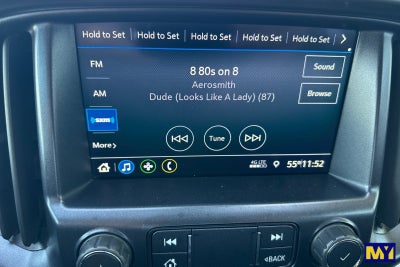 Hold to Set Hold to Set Hold to Set Hold to Set Hold to Set
FM
8 80s on 8
Sound
Aerosmith
AM
Dude (Looks Like A Lady) (87)
Browse
SXM
Tune
More
4G LTE
55° 11:52
BACK
MY